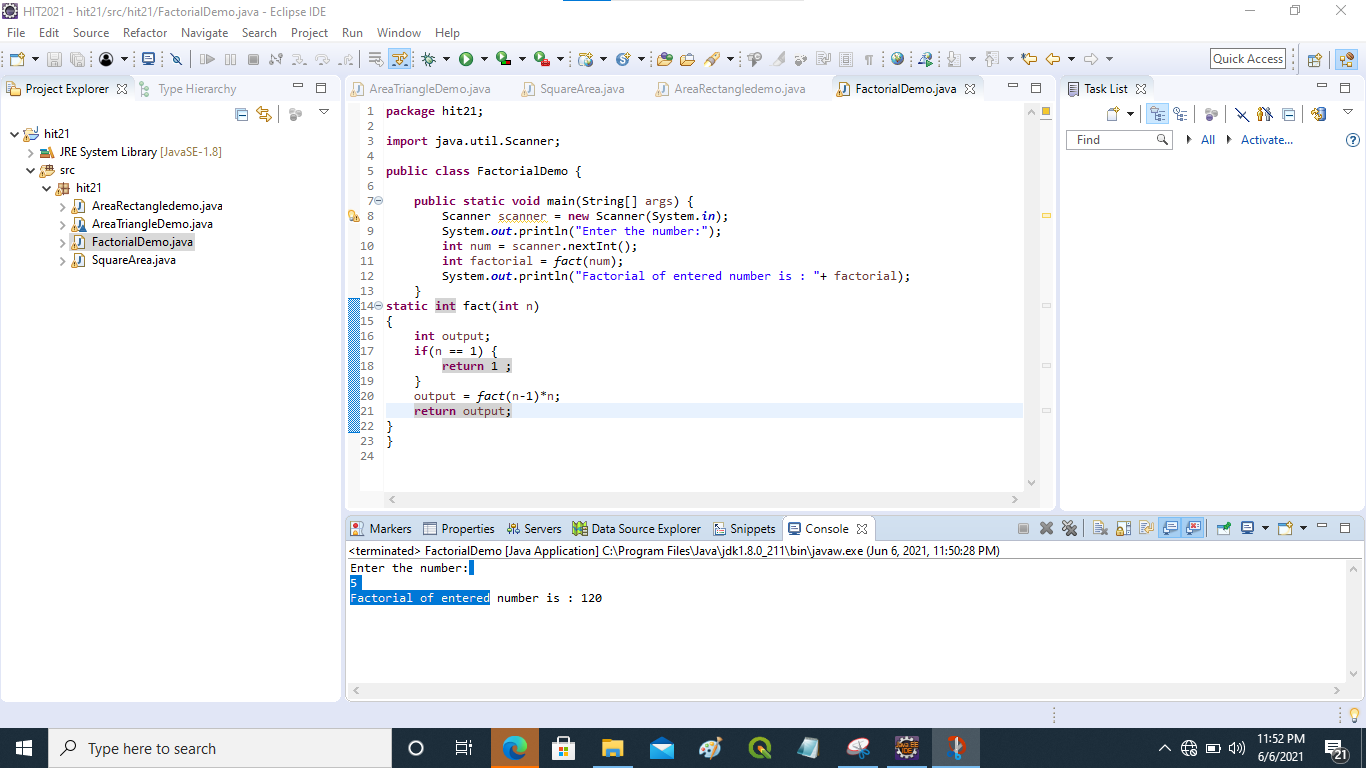 HIT2021 - hit21/src/hit21/FactorialDemo.java - Eclipse IDE
File Edit Source Refactor Navigate Search Project Run Window Help
Quick Access
Project Explorer Type Hierarchy
hit21
JRE System Library [JavaSE-1.8]
src
hit21
AreaRectangledemo.java
AreaTriangleDemo.java
FactorialDemo.java
SquareArea.java
AreaTriangleDemo.java SquareArea.java AreaRectangledemo.java FactorialDemo.java
1 package hit21;
2
3 import java.util.Scanner;
4
5 public class FactorialDemo {
6
7 public static void main(String[] args) {
8 Scanner scanner = new Scanner(System.in);
9 System.out.println("Enter the number:");
10 int num = scanner.nextInt();
11 int factorial = fact(num);
12 System.out.println("Factorial of entered number is : "+ factorial);
13 }
14 static int fact(int n)
15 {
16 int output;
17 if(n == 1) {
18 return 1 ;
19 }
20 output = fact(n-1)*n;
21 return output;
22 }
23 }
24
Task List
Find All Activate...
Markers Properties Servers Data Source Explorer Snippets Console
<terminated> FactorialDemo [Java Application] C:\Program Files\Java\jdk1.8.0_211\bin\javaw.exe (Jun 6, 2021, 11:50:28 PM)
Enter the number:
5
Factorial of entered number is : 120
Type here to search
11:52 PM
6/6/2021
21